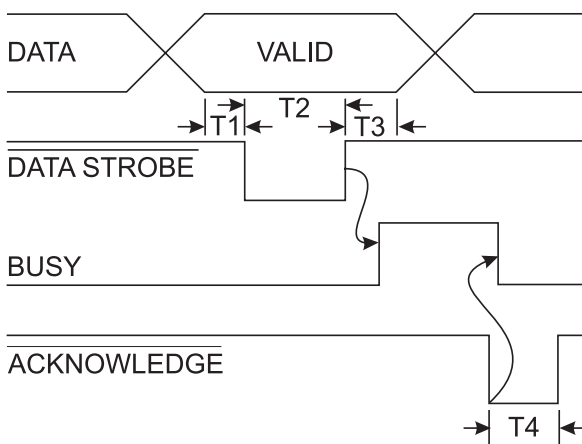 DATA VALID
T1 T2 T3
DATA STROBE
BUSY
ACKNOWLEDGE
T4